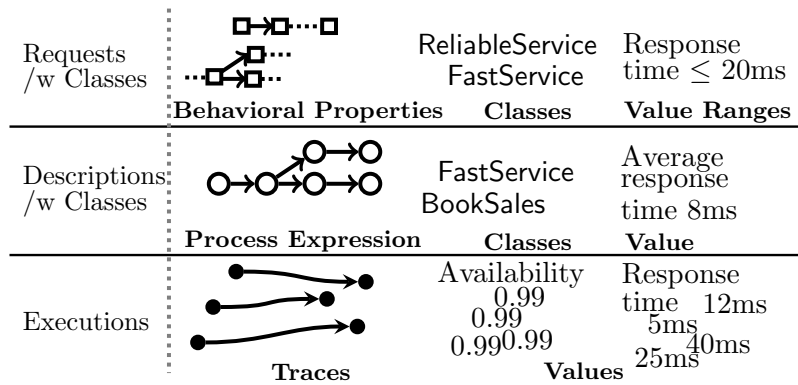 Requests
/w Classes
ReliableService
FastService
Response
time ≤ 20ms
Behavioral Properties
Classes
Value Ranges
Descriptions
/w Classes
FastService
BookSales
Average
response
time 8ms
Process Expression
Classes
Value
Executions
Availability
0.99
0.99
0.99
0.99
Response
time
12ms
5ms
40ms
25ms
Traces
Values